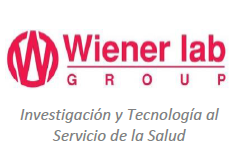 Wiener lab
GROUP
Investigación y Tecnología al
Servicio de la Salud